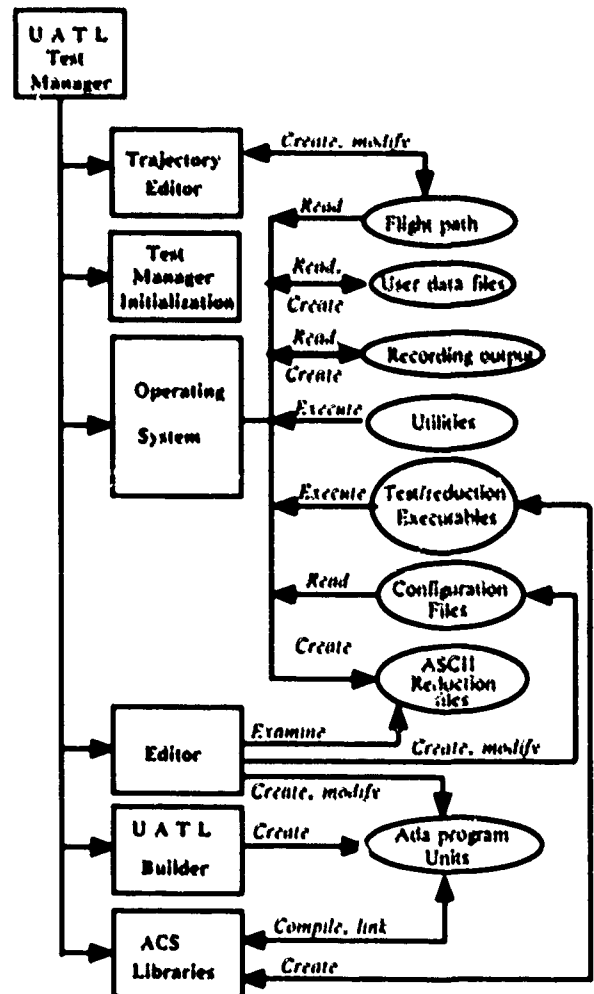 U A T L
Test
Manager
Trajectory
Editor
Create, modify
Read
Flight path
Test
Manager
Initialization
Read,
Create
User data files
Operating
System
Read,
Create
Recording output
Execute
Utilities
Execute
Test/reduction
Executables
Read
Configuration
Files
Create
ASCII
Reduction
files
Editor
Examine
Create, modify
Create, modify
U A T L
Builder
Create
Ada program
Units
ACS
Libraries
Compile, link
Create